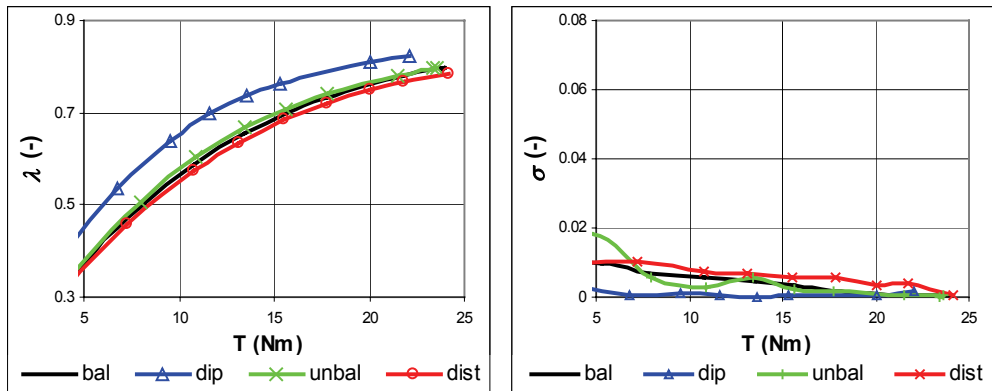 0.9
0.7
0.5
0.3
λ (-)
5 10 15 20 25
T (Nm)
bal dip unbal dist
0.08
0.06
0.04
0.02
0
σ (-)
5 10 15 20 25
T (Nm)
bal dip unbal dist